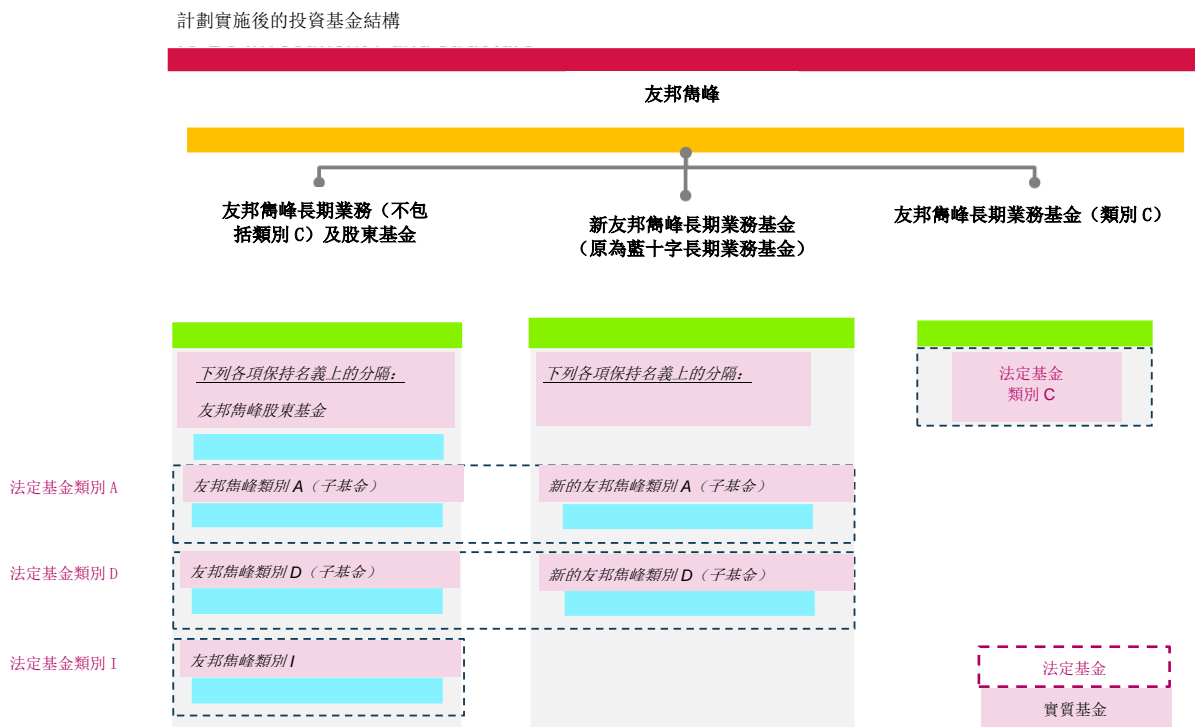 計劃實施後的投資基金結構
友邦雋峰
友邦雋峰長期業務（不包
括類別 C）及股東基金
新友邦雋峰長期業務基金
（原為藍十字長期業務基金）
友邦雋峰長期業務基金（類別 C）
下列各項保持名義上的分隔：
友邦雋峰股東基金
下列各項保持名義上的分隔：
法定基金
類別 C
法定基金類別 A
友邦雋峰類別 A（子基金）
新的友邦雋峰類別 A（子基金）
法定基金類別 D
友邦雋峰類別 D（子基金）
新的友邦雋峰類別 D（子基金）
法定基金類別 I
友邦雋峰類別 I
法定基金
實質基金